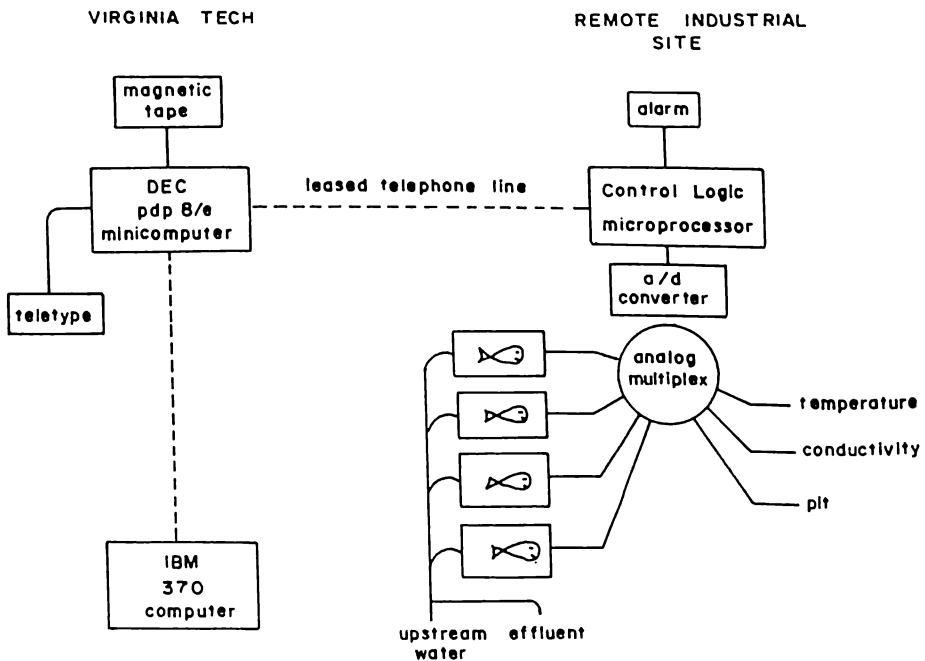 VIRGINIA TECH
REMOTE INDUSTRIAL
SITE
magnetic
tape
alarm
DEC
pdp 8/e
minicomputer
leased telephone line
Control Logic
microprocessor
teletype
a/d
converter
analog
multiplex
temperature
conductivity
pH
IBM
370
computer
upstream effluent
water